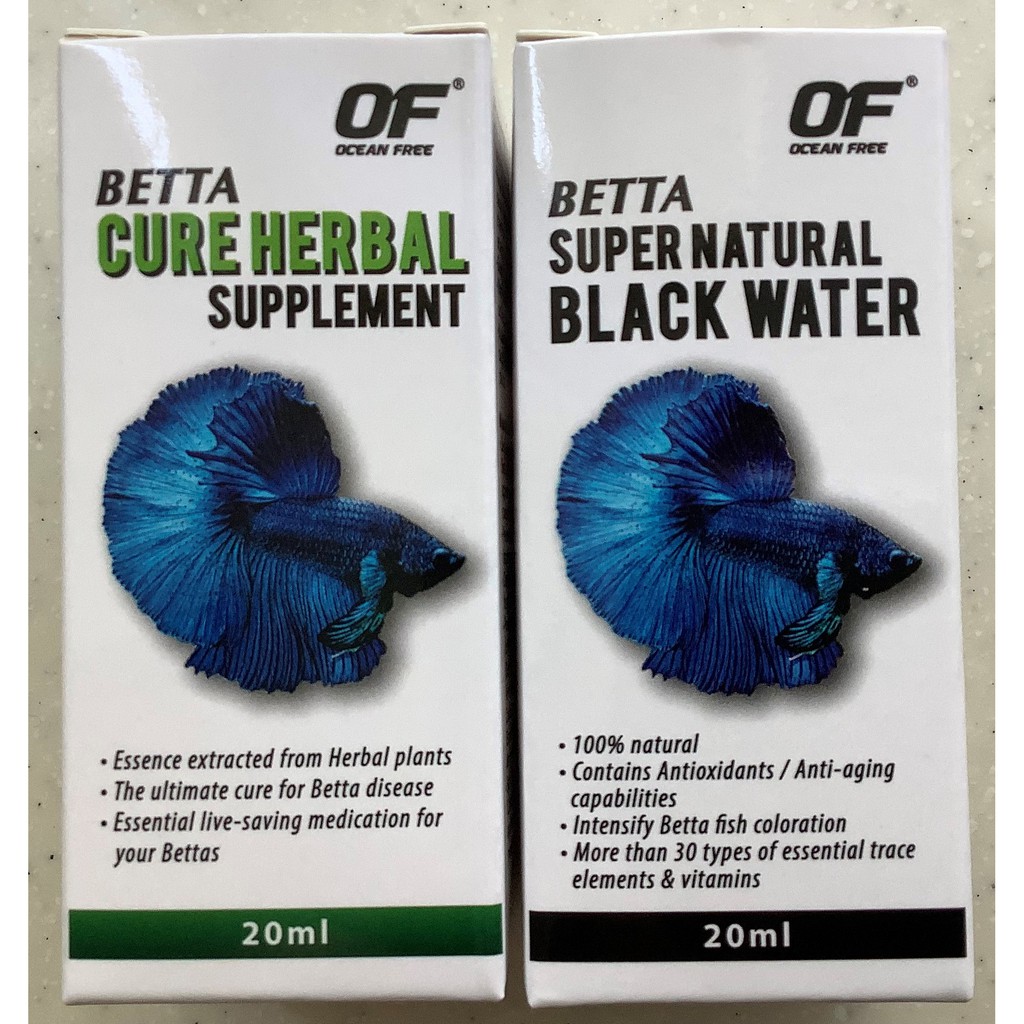 OF®
OCEAN FREE
BETTA
CURE HERBAL
SUPPLEMENT
• Essence extracted from Herbal plants
• The ultimate cure for Betta disease
• Essential live-saving medication for
your Bettas
20ml
OF®
OCEAN FREE
BETTA
SUPER NATURAL
BLACK WATER
• 100% natural
• Contains Antioxidants / Anti-aging
capabilities
• Intensify Betta fish coloration
• More than 30 types of essential trace
elements & vitamins
20ml